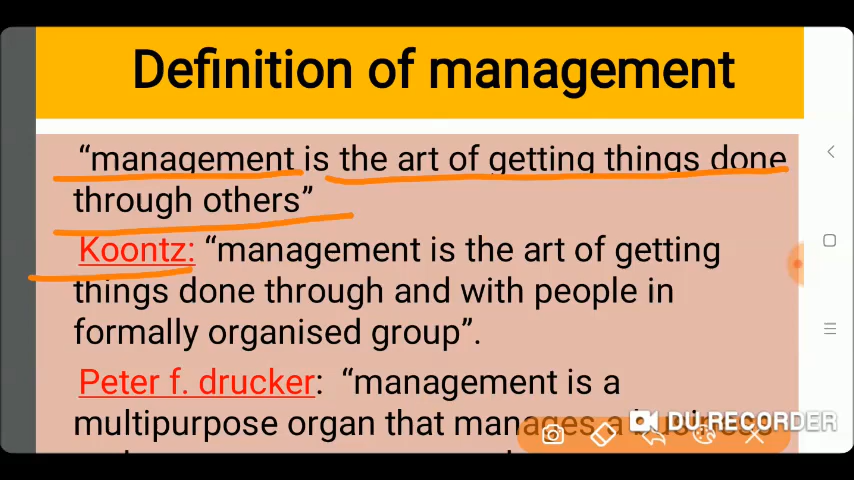 Definition of management
“management is the art of getting things done
through others”
Koontz: “management is the art of getting
things done through and with people in
formally organised group”.
Peter f. drucker: “management is a
multipurpose organ that manages a business
DU RECORDER